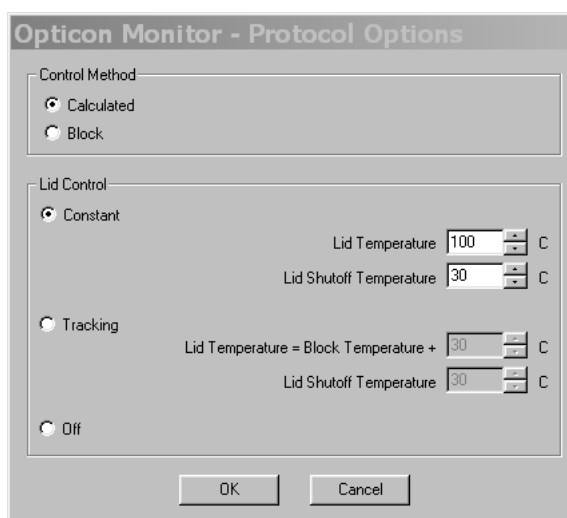 Opticon Monitor - Protocol Options
Control Method
Calculated
Block
Lid Control
Constant
Lid Temperature 100 C
Lid Shutoff Temperature 30 C
Tracking
Lid Temperature = Block Temperature + 30 C
Lid Shutoff Temperature 30 C
Off
OK Cancel